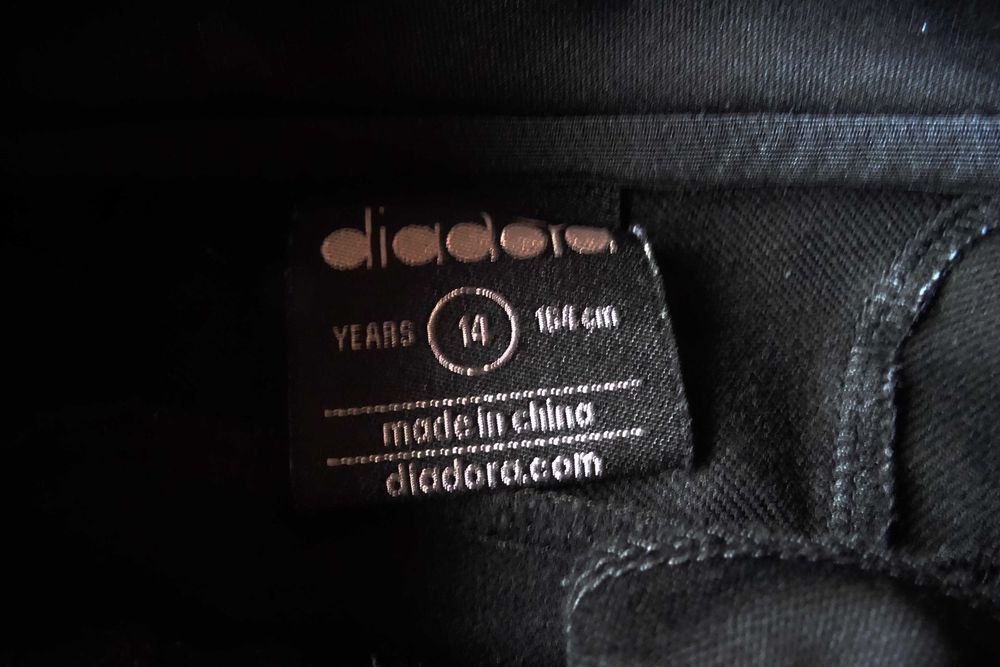 diadora
YEARS 14 164 cm
made in china
diadora.com